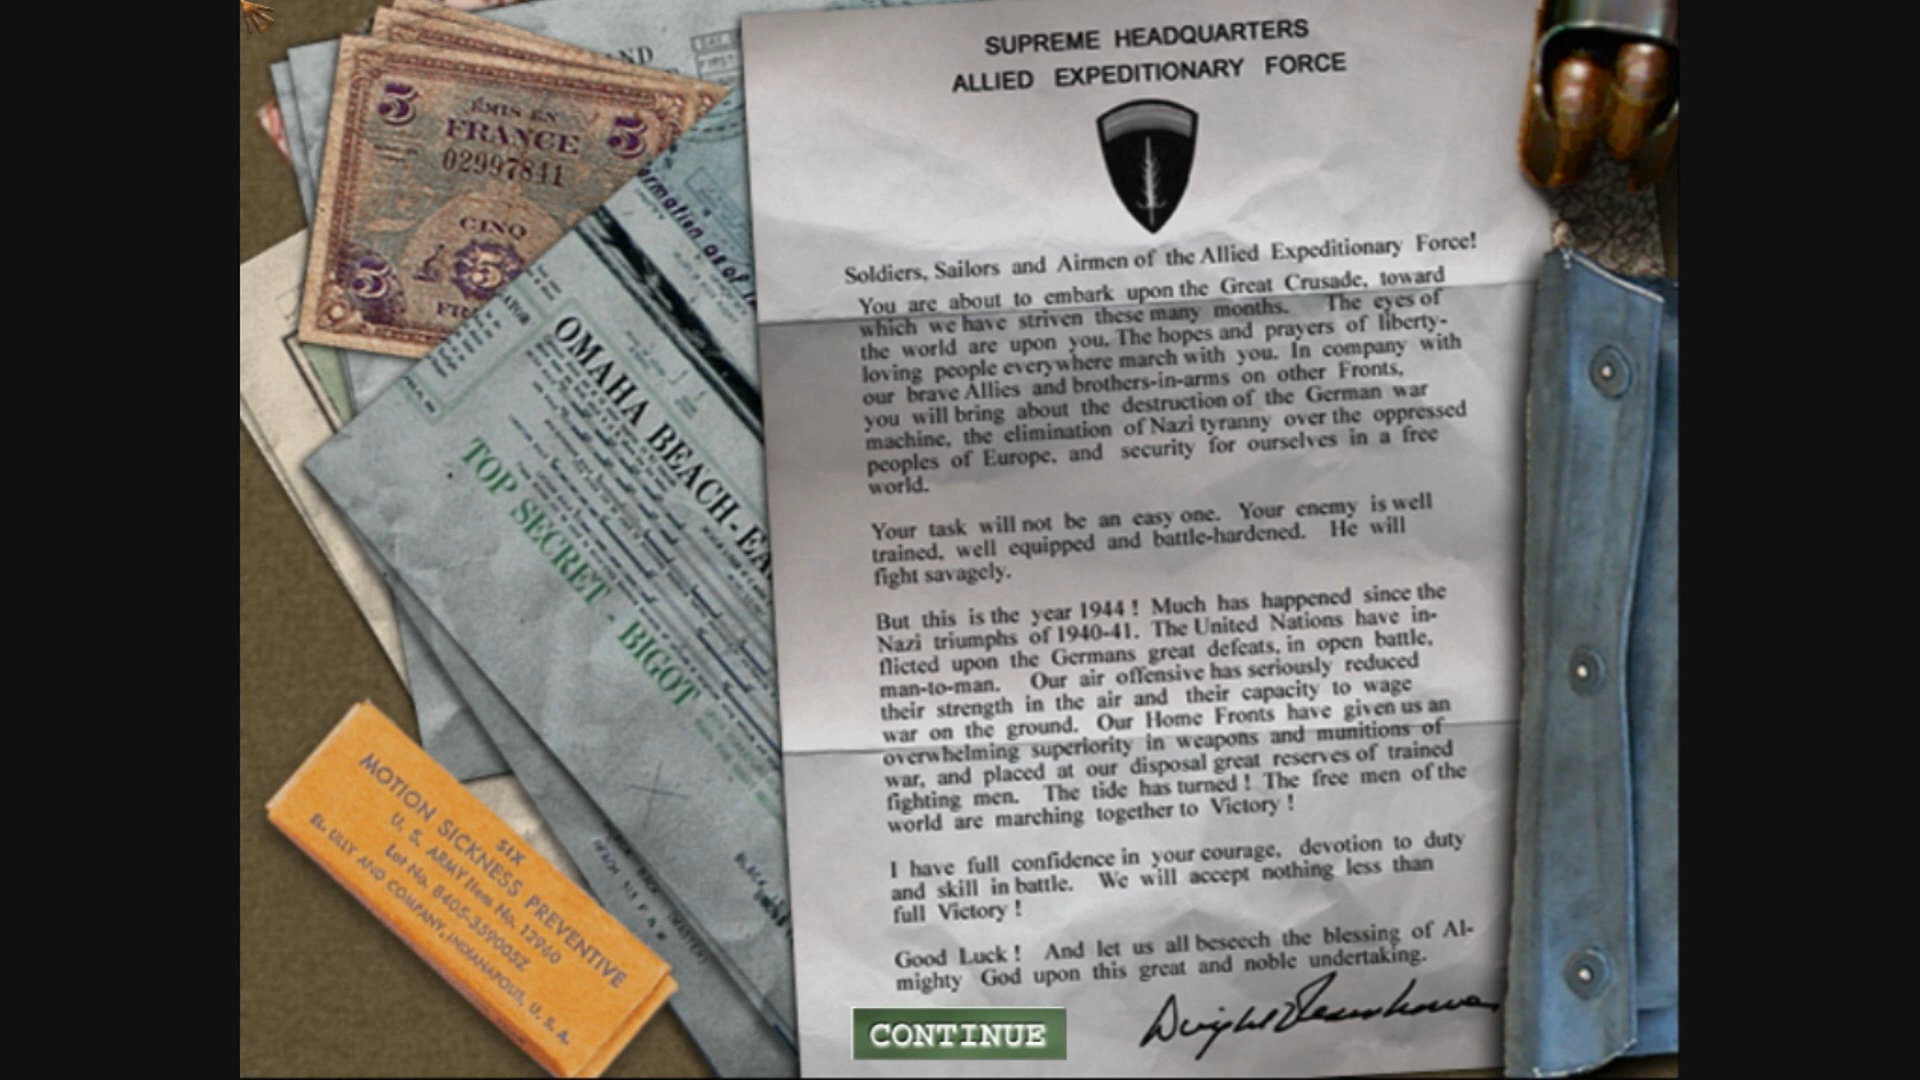 SUPREME HEADQUARTERS
ALLIED EXPEDITIONARY FORCE
Soldiers, Sailors and Airmen of the Allied Expeditionary Force!
You are about to embark upon the Great Crusade, toward
which we have striven these many months. The eyes of
the world are upon you. The hopes and prayers of liberty-
loving people everywhere march with you. In company with
our brave Allies and brothers-in-arms on other Fronts,
you will bring about the destruction of the German war
machine, the elimination of Nazi tyranny over the oppressed
peoples of Europe, and security for ourselves in a free
world.
Your task will not be an easy one. Your enemy is well
trained, well equipped and battle-hardened. He will
fight savagely.
But this is the year 1944 ! Much has happened since the
Nazi triumphs of 1940-41. The United Nations have in-
flicted upon the Germans great defeats, in open battle,
man-to-man. Our air offensive has seriously reduced
their strength in the air and their capacity to wage
war on the ground. Our Home Fronts have given us an
overwhelming superiority in weapons and munitions of
war, and placed at our disposal great reserves of trained
fighting men. The tide has turned ! The free men of the
world are marching together to Victory !
I have full confidence in your courage, devotion to duty
and skill in battle. We will accept nothing less than
full Victory !
Good Luck ! And let us all beseech the blessing of Al-
mighty God upon this great and noble undertaking.
Dwight D Eisenhower
CONTINUE
5 ÉMIS EN 5
FRANCE
02997841
CINQ
5 5
FR
OMAHA BEACH-EA
TOP SECRET - BIGOT
SIX
MOTION SICKNESS PREVENTIVE
U. S. ARMY Item No. 12960
Lot No. 8405-359005Z
ELI LILLY AND COMPANY, INDIANAPOLIS, U. S. A.